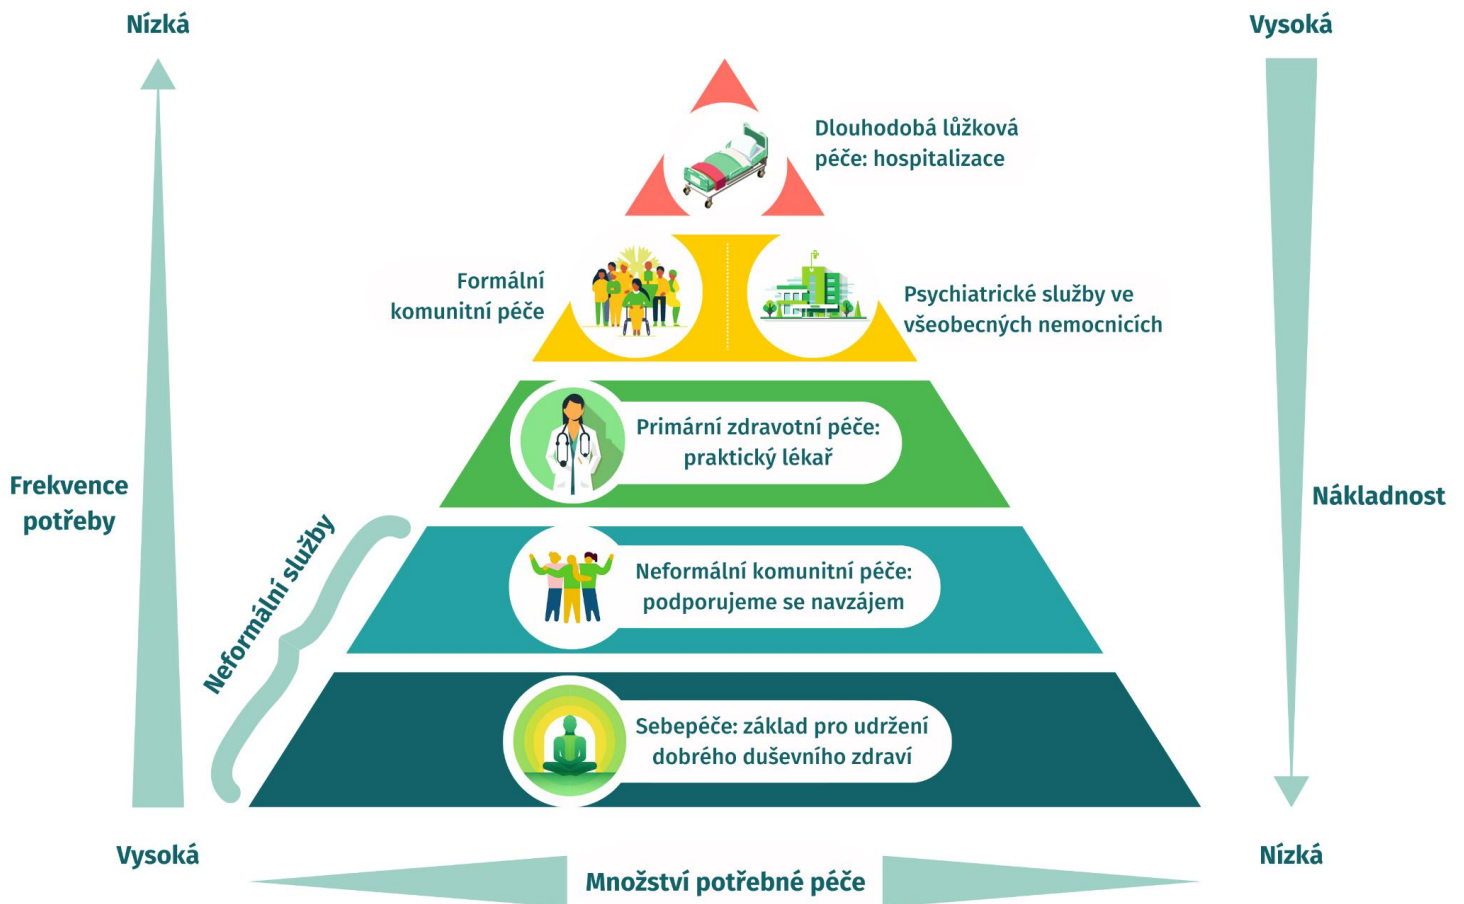 Nízká
Vysoká
Dlouhodobá lůžková
péče: hospitalizace
Formální
komunitní péče
Psychiatrické služby ve
všeobecných nemocnicích
Primární zdravotní péče:
praktický lékař
Frekvence
potřeby
Nákladnost
Neformální služby
Neformální komunitní péče:
podporujeme se navzájem
Sebepéče: základ pro udržení
dobrého duševního zdraví
Vysoká
Nízká
Množství potřebné péče